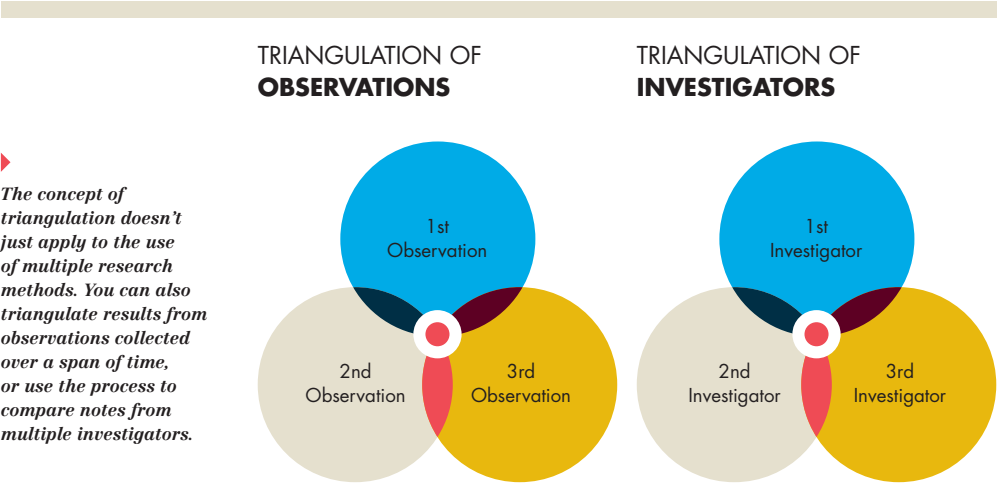 TRIANGULATION OF
OBSERVATIONS
TRIANGULATION OF
INVESTIGATORS
The concept of
triangulation doesn’t
just apply to the use
of multiple research
methods. You can also
triangulate results from
observations collected
over a span of time,
or use the process to
compare notes from
multiple investigators.
1st
Observation
2nd
Observation
3rd
Observation
1st
Investigator
2nd
Investigator
3rd
Investigator